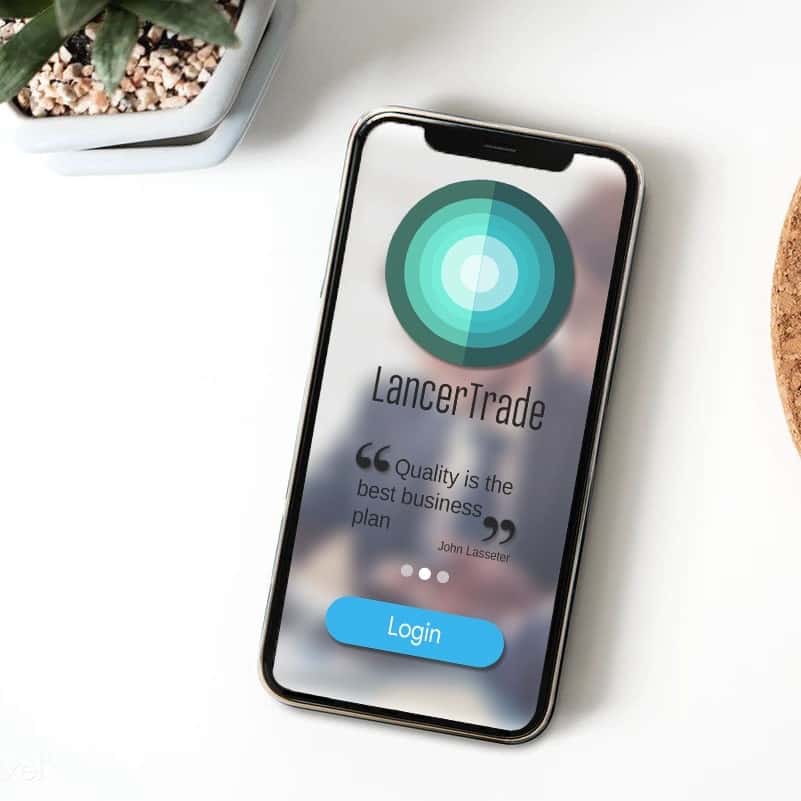 LancerTrade
“ Quality is the
best business
plan ”
John Lasseter
Login